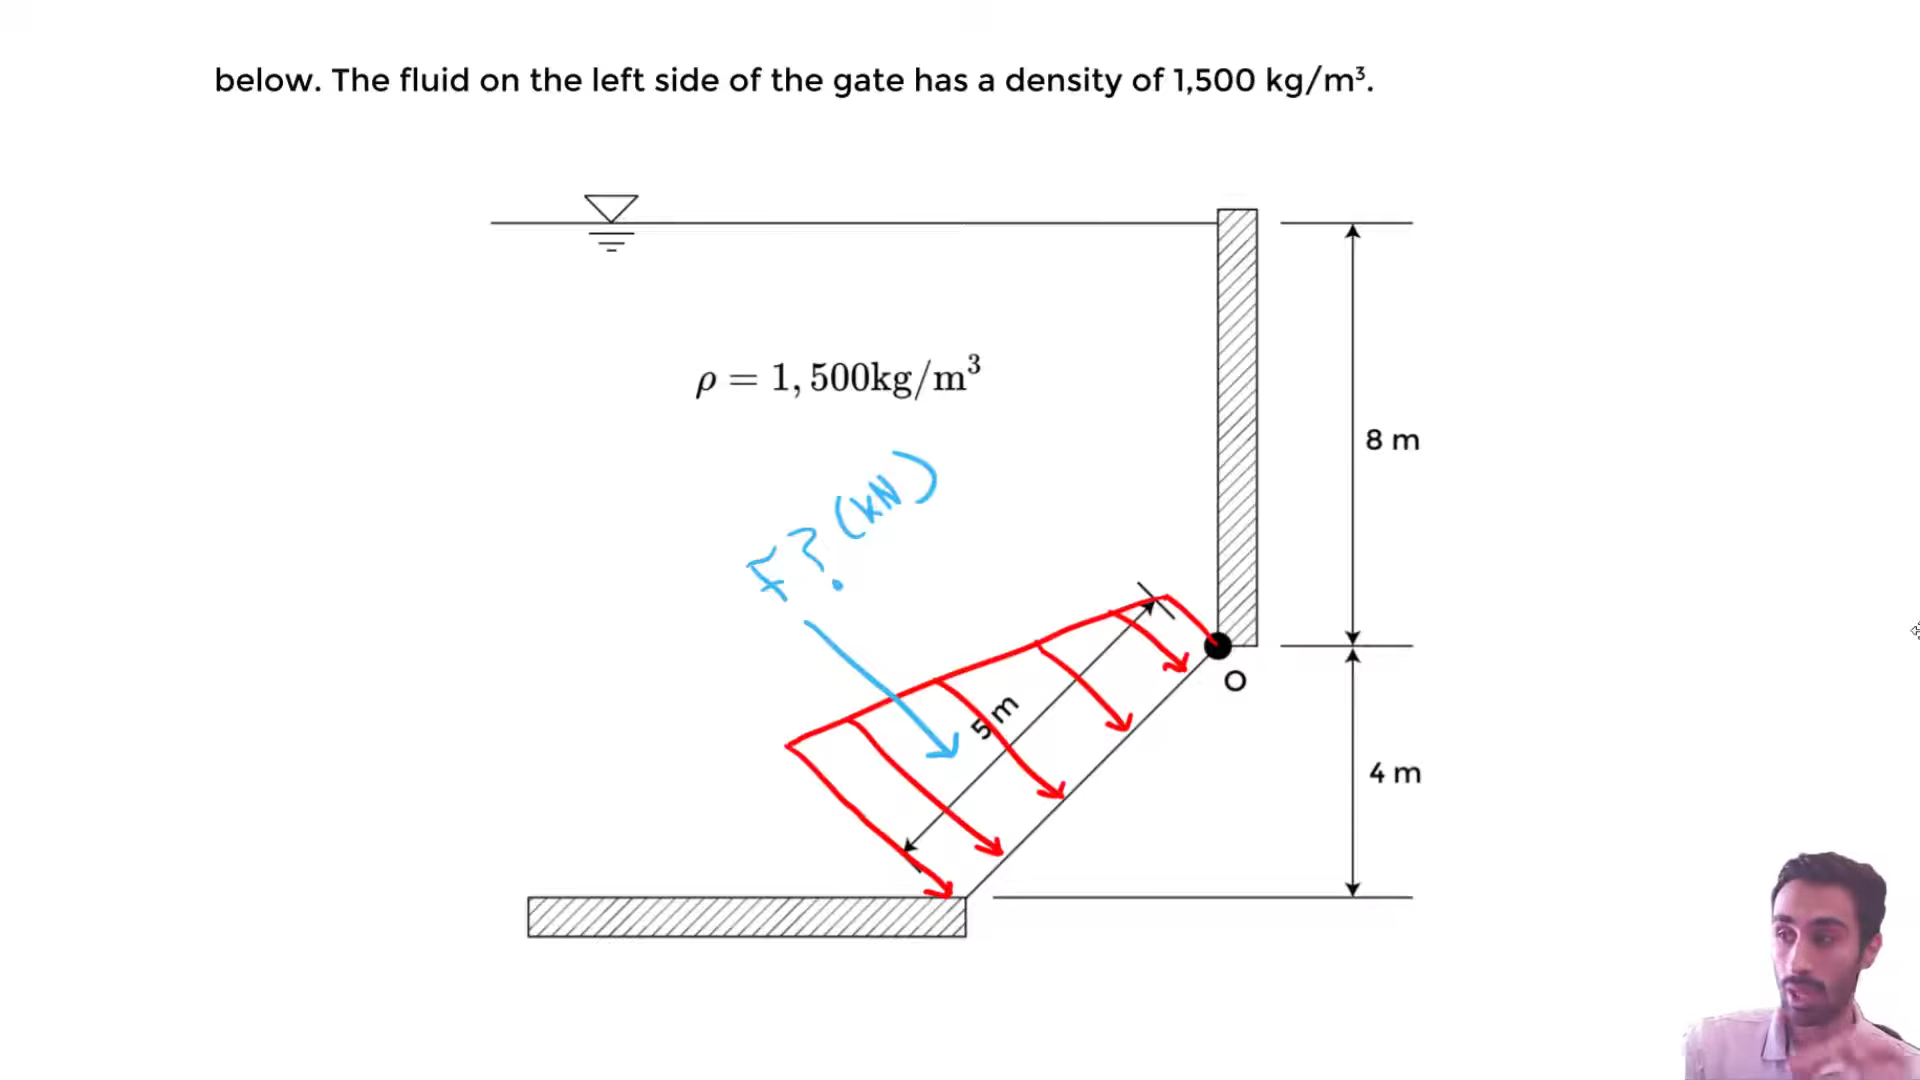 below. The fluid on the left side of the gate has a density of 1,500 kg/m³.
ρ = 1, 500kg/m³
8 m
F? (kN)
5 m
O
4 m